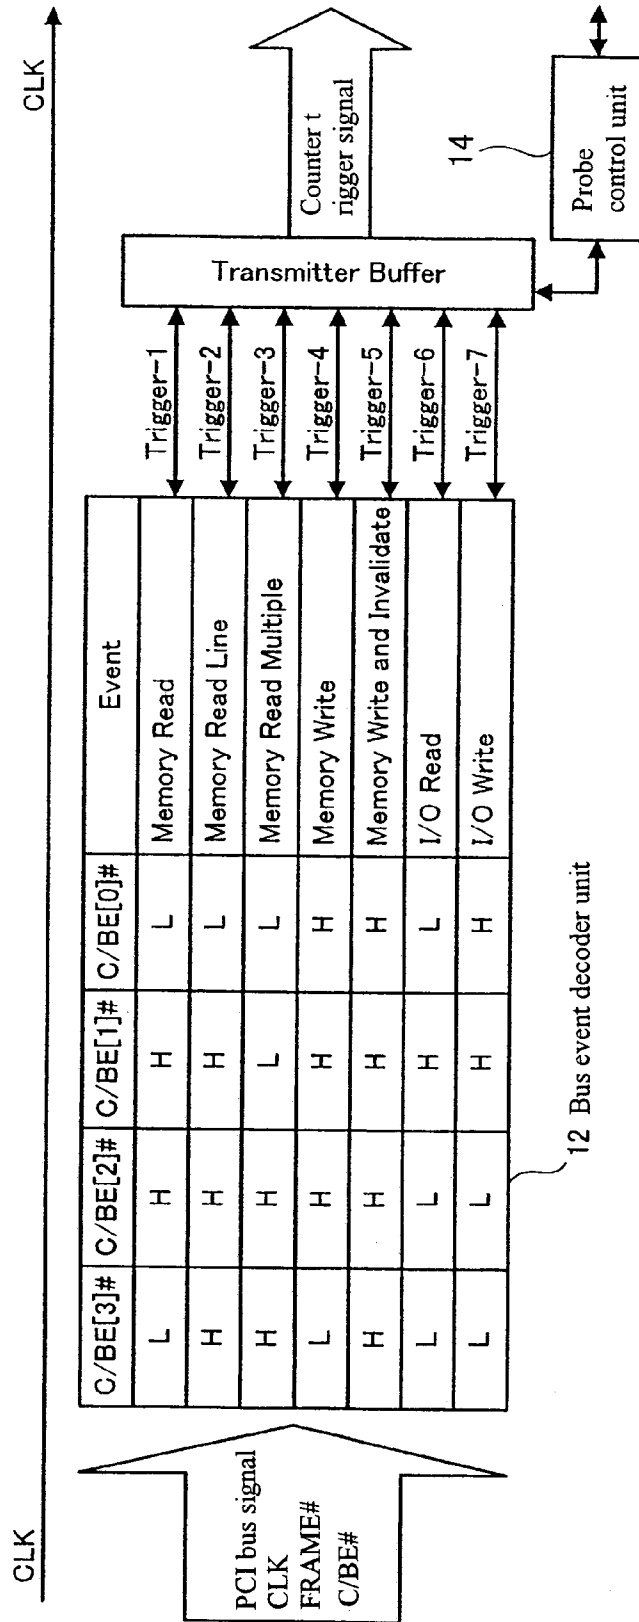 CLK
CLK
PCI bus signal
CLK
FRAME#
C/BE#
C/BE[3]# C/BE[2]# C/BE[1]# C/BE[0]# Event
L H H L Memory Read
H H H L Memory Read Line
H H L L Memory Read Multiple
L H H H Memory Write
H H H H Memory Write and Invalidate
L L H L I/O Read
L L H H I/O Write
12 Bus event decoder unit
Trigger-1
Trigger-2
Trigger-3
Trigger-4
Trigger-5
Trigger-6
Trigger-7
Transmitter Buffer
Counter t
rigger signal
14
Probe
control unit